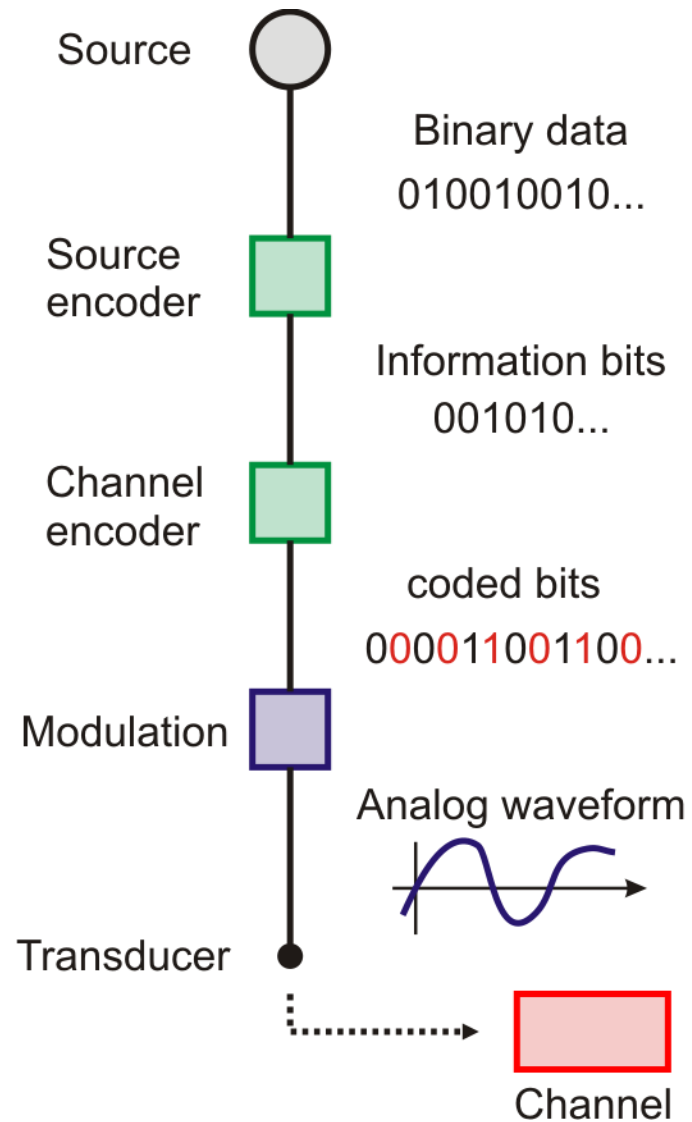 Source
Binary data
010010010...
Source
encoder
Information bits
001010...
Channel
encoder
coded bits
000011001100...
Modulation
Analog waveform
Transducer
Channel